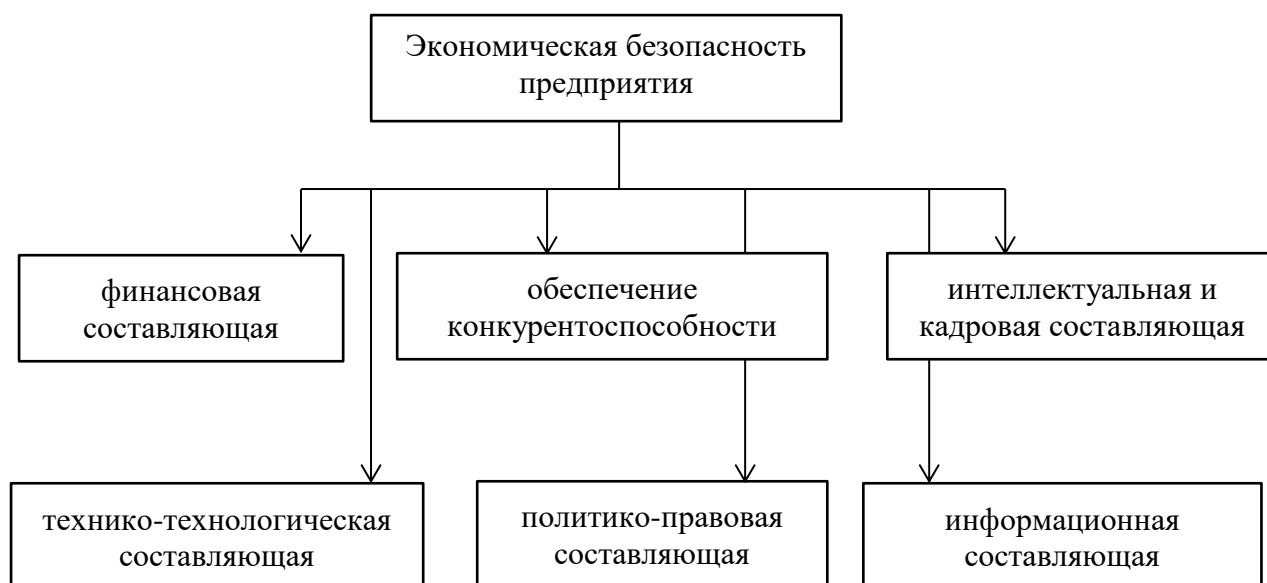 Экономическая безопасность
предприятия
финансовая
составляющая
обеспечение
конкурентоспособности
интеллектуальная и
кадровая составляющая
технико-технологическая
составляющая
политико-правовая
составляющая
информационная
составляющая